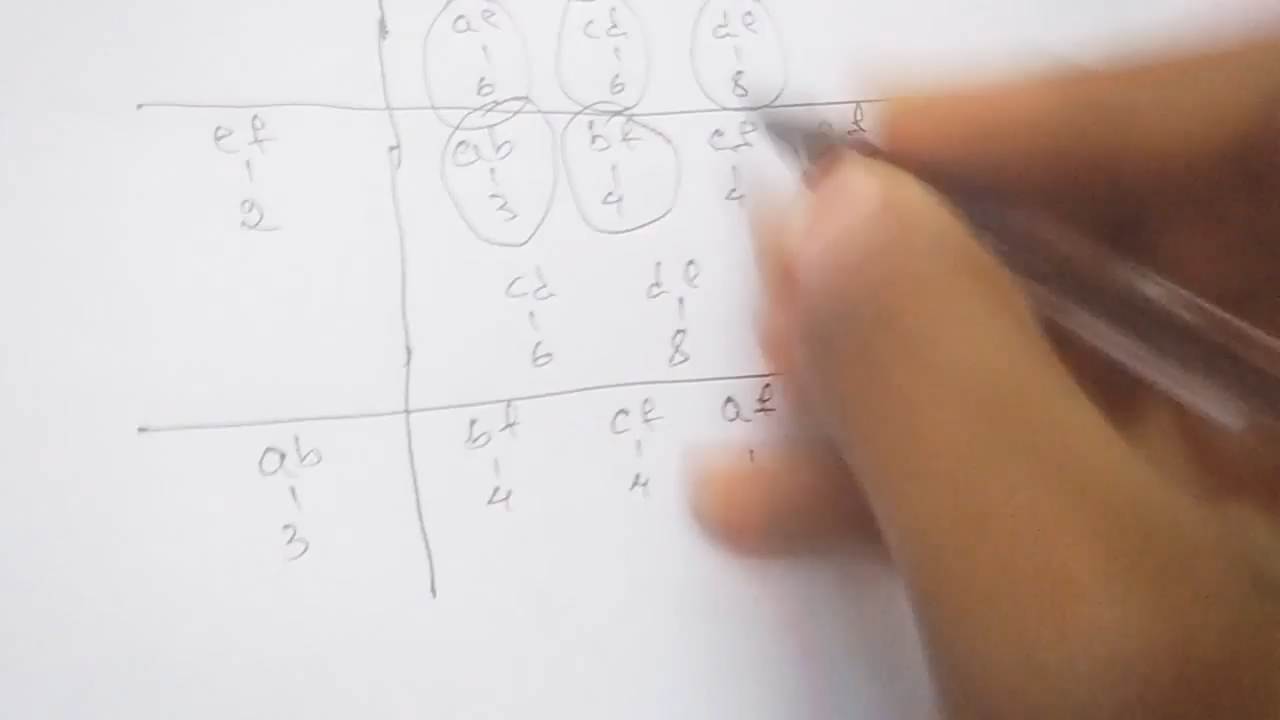 ae cd de
6 6 8
ef ab bf cf
2 3 4 4
cd de
6 8
ab bf cf af
3 4 4